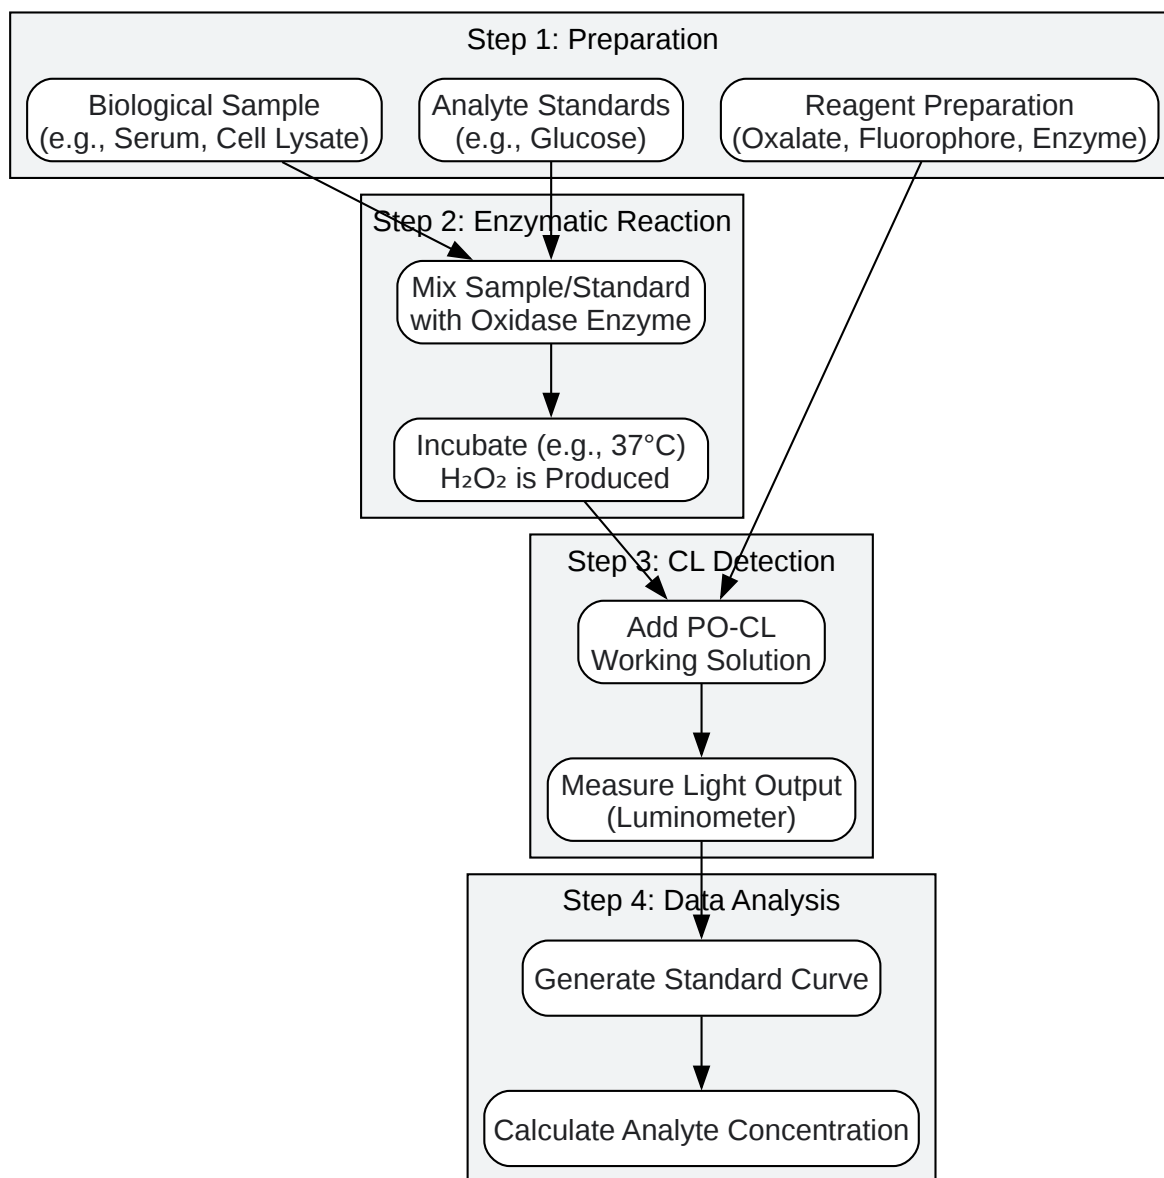 Step 1: Preparation
Biological Sample
(e.g., Serum, Cell Lysate)
Analyte Standards
(e.g., Glucose)
Reagent Preparation
(Oxalate, Fluorophore, Enzyme)
Step 2: Enzymatic Reaction
Mix Sample/Standard
with Oxidase Enzyme
Incubate (e.g., 37°C)
H₂O₂ is Produced
Step 3: CL Detection
Add PO-CL
Working Solution
Measure Light Output
(Luminometer)
Step 4: Data Analysis
Generate Standard Curve
Calculate Analyte Concentration